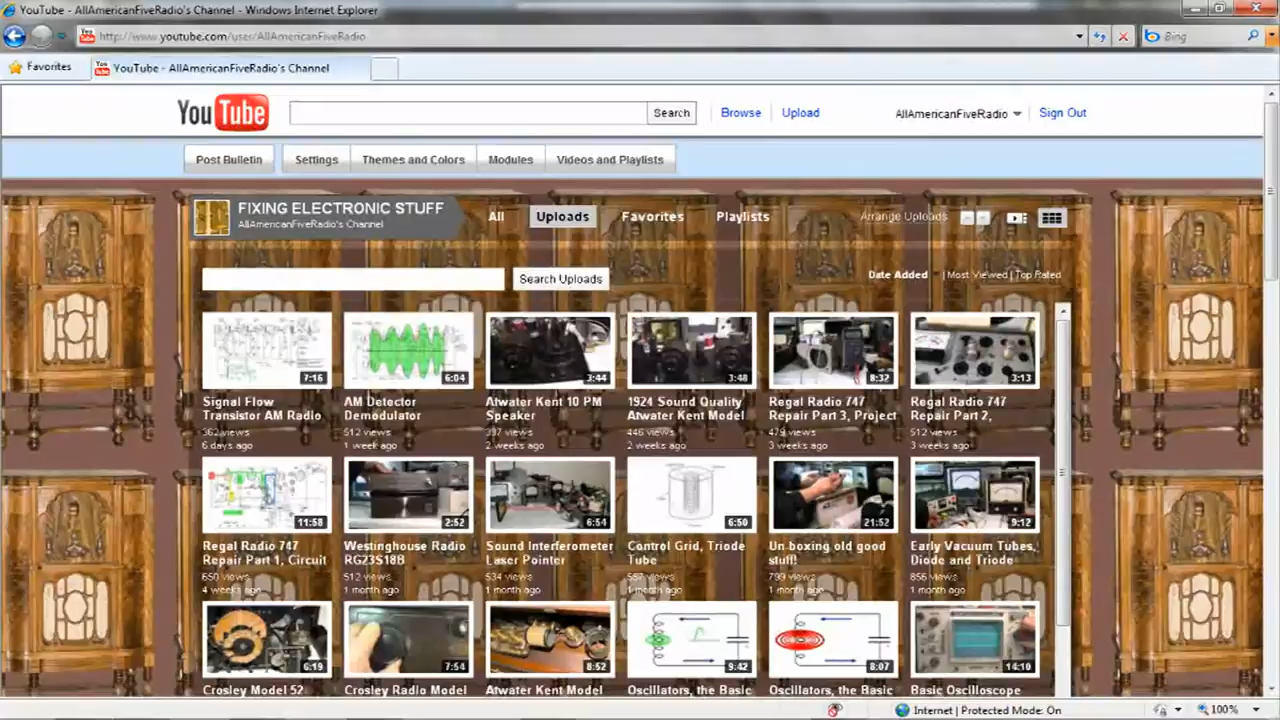 YouTube - AllAmericanFiveRadio's Channel - Windows Internet Explorer
http://www.youtube.com/user/AllAmericanFiveRadio
Bing
Favorites
YouTube - AllAmericanFiveRadio's Channel
YouTube
Search
Browse
Upload
AllAmericanFiveRadio
Sign Out
Post Bulletin
Settings
Themes and Colors
Modules
Videos and Playlists
FIXING ELECTRONIC STUFF
AllAmericanFiveRadio's Channel
All
Uploads
Favorites
Playlists
Arrange Uploads
Search Uploads
Date Added | Most Viewed | Top Rated
7:16
Signal Flow
Transistor AM Radio
362 views
6 days ago
6:04
AM Detector
Demodulator
512 views
1 week ago
3:44
Atwater Kent 10 PM
Speaker
views
2 weeks ago
3:48
1924 Sound Quality
Atwater Kent Model
446 views
2 weeks ago
8:32
Regal Radio 747
Repair Part 3, Project
479 views
3 weeks ago
3:13
Regal Radio 747
Repair Part 2,
512 views
3 weeks ago
11:58
Regal Radio 747
Repair Part 1, Circuit
650 views
4 weeks ago
2:52
Westinghouse Radio
RG23S18B
512 views
1 month ago
6:54
Sound Interferometer
Laser Pointer
534 views
1 month ago
6:50
Control Grid, Triode
Tube
557 views
1 month ago
21:52
Un-boxing old good
stuff!
799 views
1 month ago
9:12
Early Vacuum Tubes,
Diode and Triode
856 views
1 month ago
6:19
Crosley Model 52
7:54
Crosley Radio Model
8:52
Atwater Kent Model
9:42
Oscillators, the Basic
8:07
Oscillators, the Basic
14:10
Basic Oscilloscope
Internet | Protected Mode: On
100%